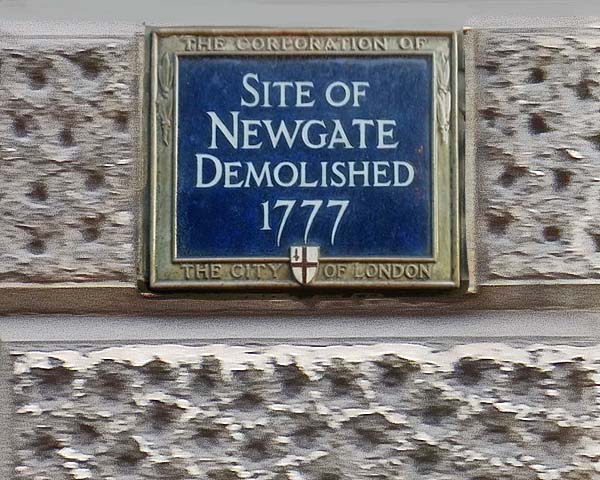 THE CORPORATION OF
SITE OF
NEWGATE
DEMOLISHED
1777
THE CITY OF LONDON